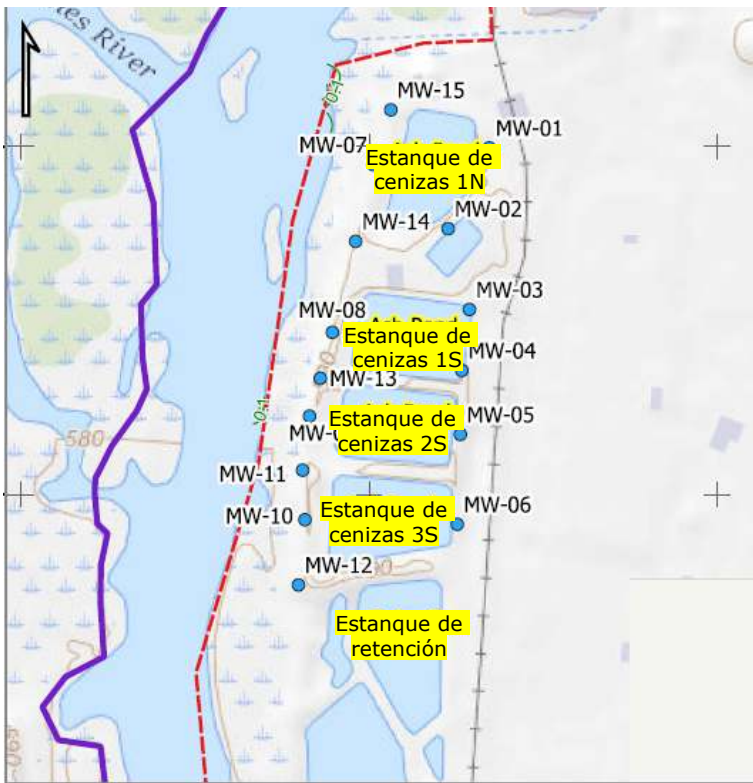 es River
MW-15
MW-01
MW-07
Estanque de
cenizas 1N
MW-02
MW-14
MW-03
MW-08
Estanque de
cenizas 1S
MW-04
MW-13
Estanque de
cenizas 2S
MW-05
580
MW-11
MW-10
Estanque de
cenizas 3S
MW-06
MW-12
Estanque de
retención